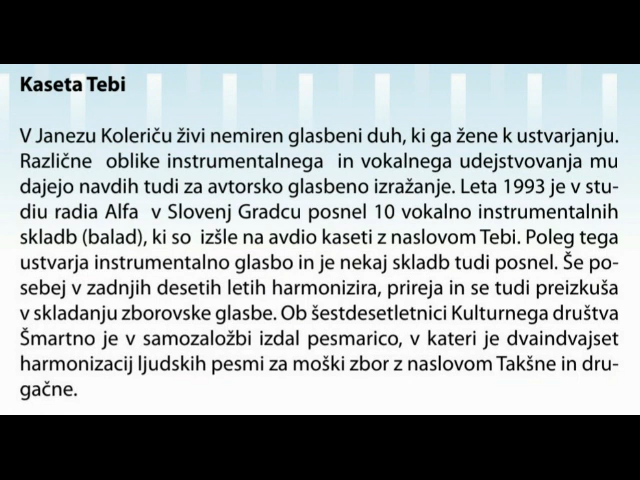 Kaseta Tebi
V Janezu Koleriču živi nemiren glasbeni duh, ki ga žene k ustvarjanju.
Različne oblike instrumentalnega in vokalnega udejstvovanja mu
dajejo navdih tudi za avtorsko glasbeno izražanje. Leta 1993 je v stu-
diu radia Alfa v Slovenj Gradcu posnel 10 vokalno instrumentalnih
skladb (balad), ki so izšle na avdio kaseti z naslovom Tebi. Poleg tega
ustvarja instrumentalno glasbo in je nekaj skladb tudi posnel. Še po-
sebej v zadnjih desetih letih harmonizira, prireja in se tudi preizkuša
v skladanju zborovske glasbe. Ob šestdesetletnici Kulturnega društva
Šmartno je v samozaložbi izdal pesmarico, v kateri je dvaindvajset
harmonizacij ljudskih pesmi za moški zbor z naslovom Takšne in dru-
gačne.